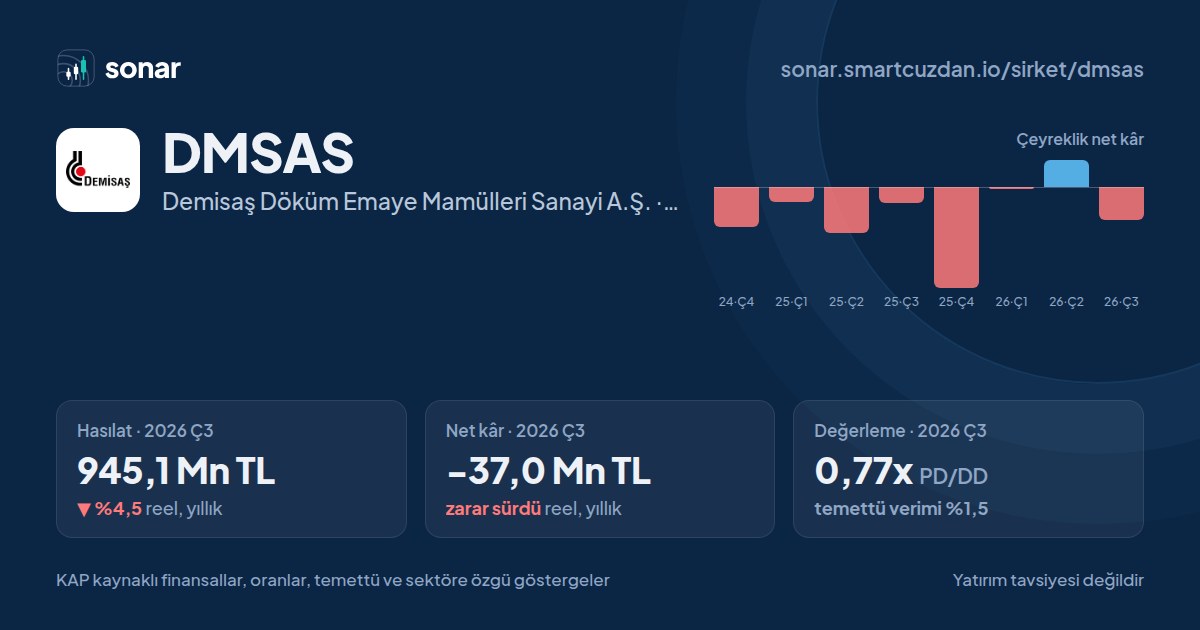 sonar
sonar.smartcuzdan.io/sirket/dmsas
DEMİSAŞ
DMSAS
Demisaş Döküm Emaye Mamülleri Sanayi A.Ş. ·...
Çeyreklik net kâr
24·Ç4 25·Ç1 25·Ç2 25·Ç3 25·Ç4 26·Ç1 26·Ç2 26·Ç3
Hasılat · 2026 Ç3
945,1 Mn TL
▼ %4,5 reel, yıllık
Net kâr · 2026 Ç3
−37,0 Mn TL
zarar sürdü reel, yıllık
Değerleme · 2026 Ç3
0,77x PD/DD
temettü verimi %1,5
KAP kaynaklı finansallar, oranlar, temettü ve sektöre özgü göstergeler
Yatırım tavsiyesi değildir